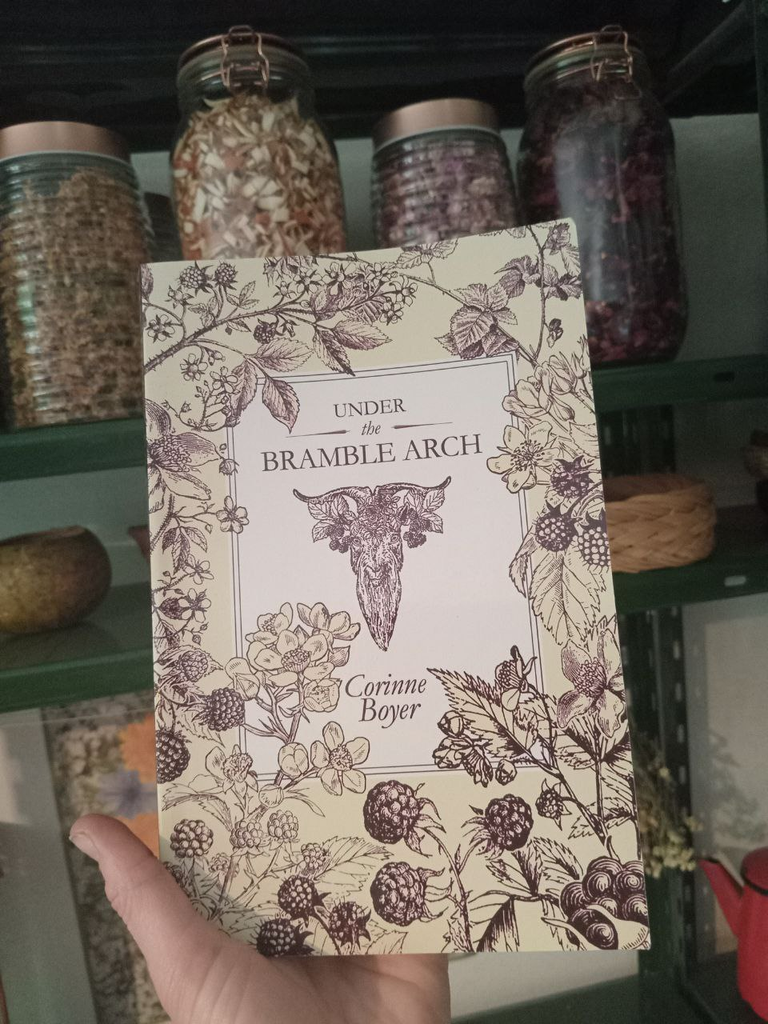 UNDER
the
BRAMBLE ARCH
Corinne
Boyer